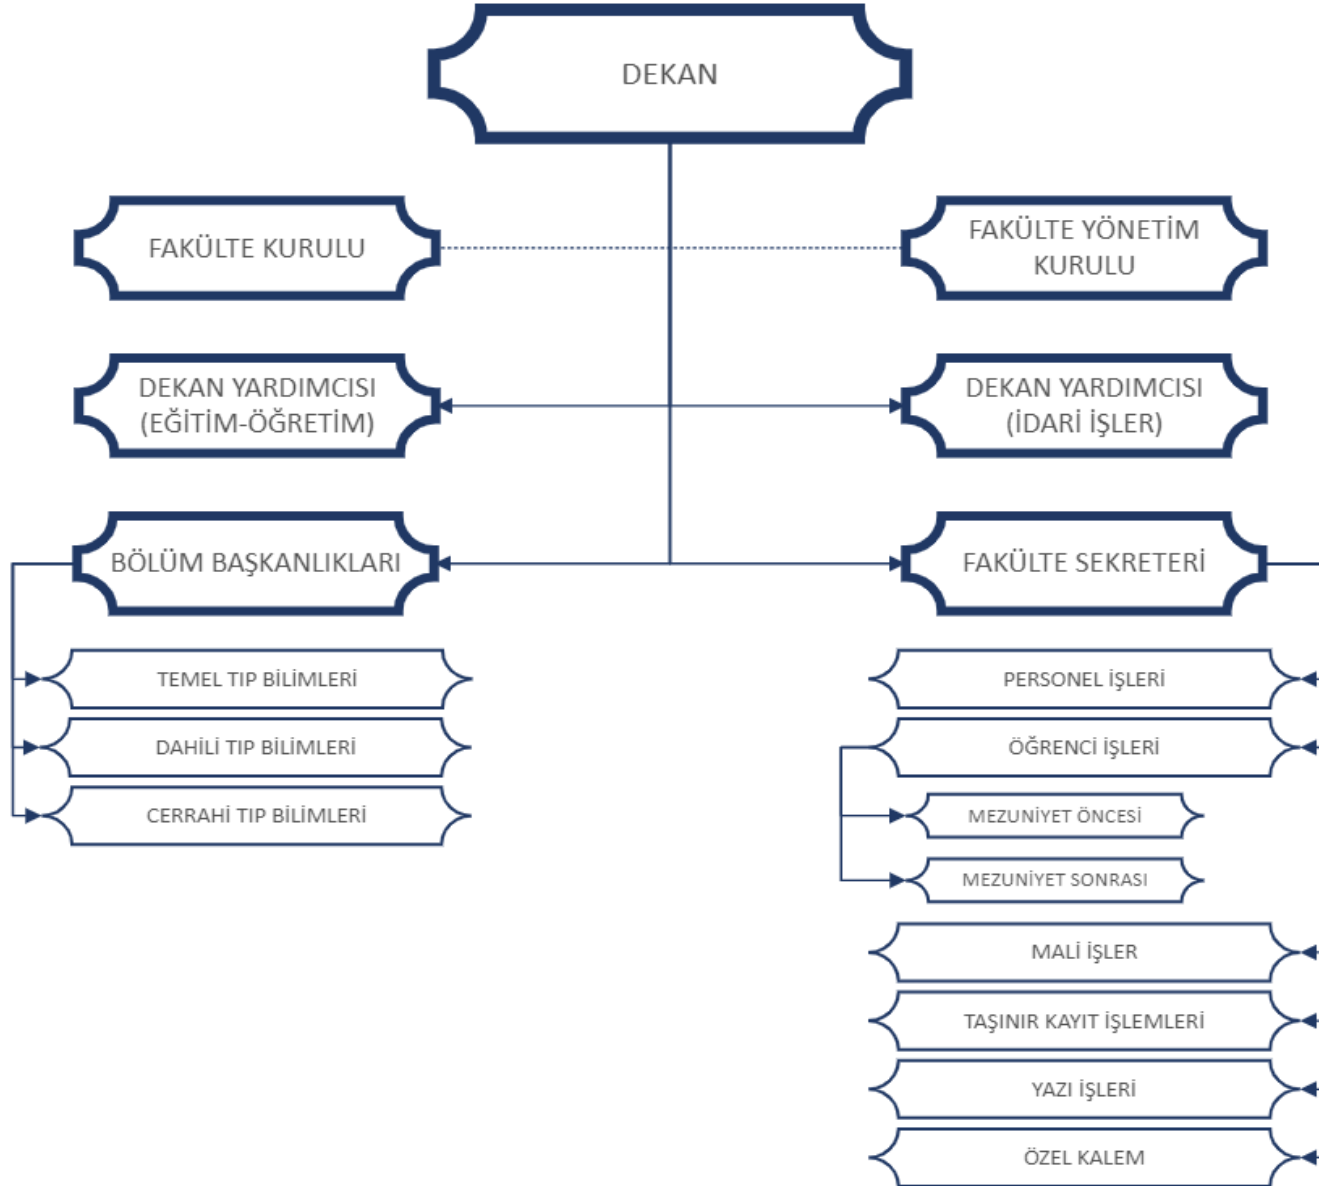 DEKAN
FAKÜLTE KURULU
FAKÜLTE YÖNETİM
KURULU
DEKAN YARDIMCISI
(EĞİTİM-ÖĞRETİM)
DEKAN YARDIMCISI
(İDARİ İŞLER)
BÖLÜM BAŞKANLIKLARI
FAKÜLTE SEKRETERİ
TEMEL TIP BİLİMLERİ
DAHİLİ TIP BİLİMLERİ
CERRAHİ TIP BİLİMLERİ
PERSONEL İŞLERİ
ÖĞRENCİ İŞLERİ
MEZUNİYET ÖNCESİ
MEZUNİYET SONRASI
MALİ İŞLER
TAŞINIR KAYIT İŞLEMLERİ
YAZI İŞLERİ
ÖZEL KALEM